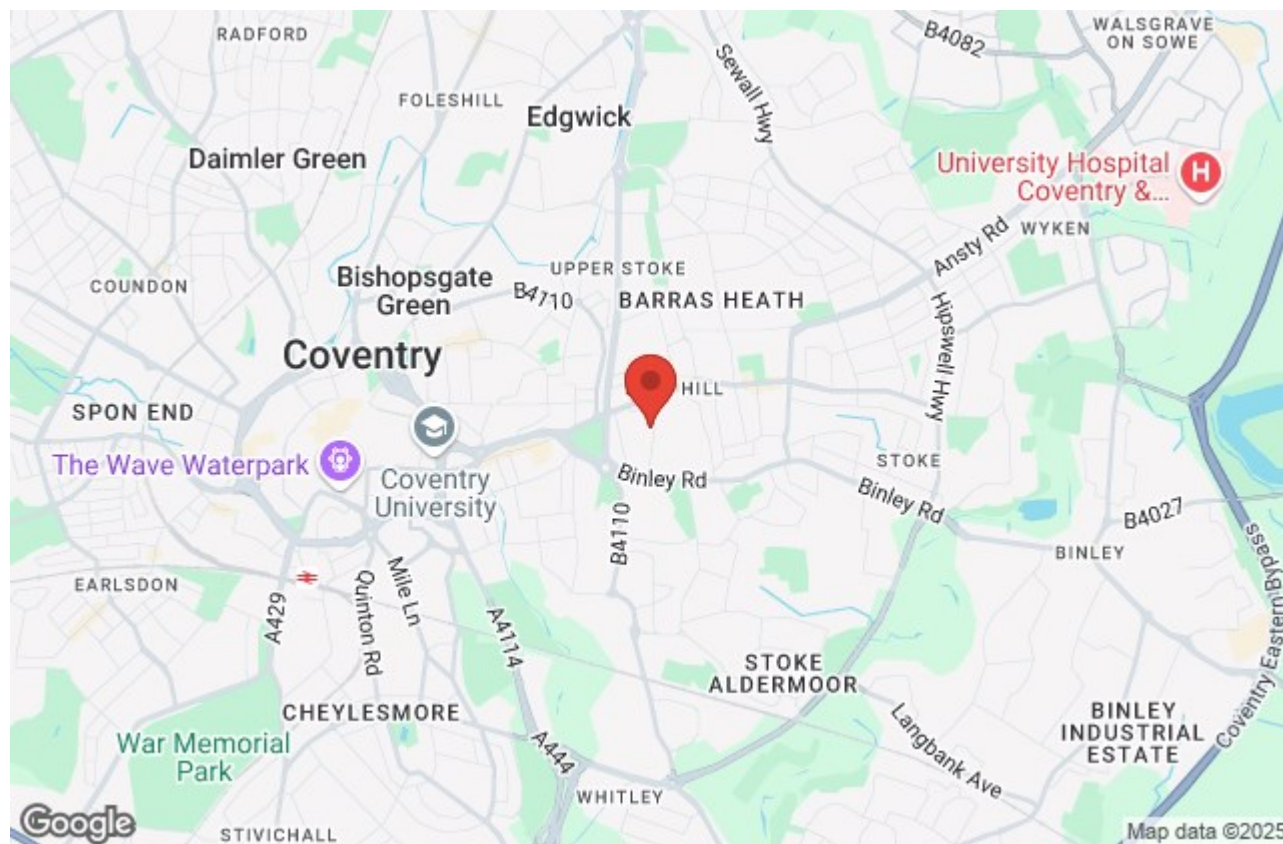 RADFORD
WALSGRAVE
ON SOWE
B4082
Sewall Hwy
FOLESHILL
Edgwick
Daimler Green
University Hospital
Coventry &...
H
WYKEN
Ansty Rd
UPPER STOKE
Bishopsgate
Green
COUNDON
B4110
BARRAS HEATH
Hipswell Hwy
Coventry
HILL
SPON END
The Wave Waterpark
Coventry
University
Binley Rd
STOKE
Binley Rd
B4027
B4110
BINLEY
EARLSDON
A429
Quinton Rd
Mile Ln
A4114
Coventry Eastern Bypass
STOKE
ALDERMOOR
CHEYLESMORE
Langbank Ave
BINLEY
INDUSTRIAL
ESTATE
War Memorial
Park
A444
WHITLEY
Google
STIVICHALL
Map data ©2025